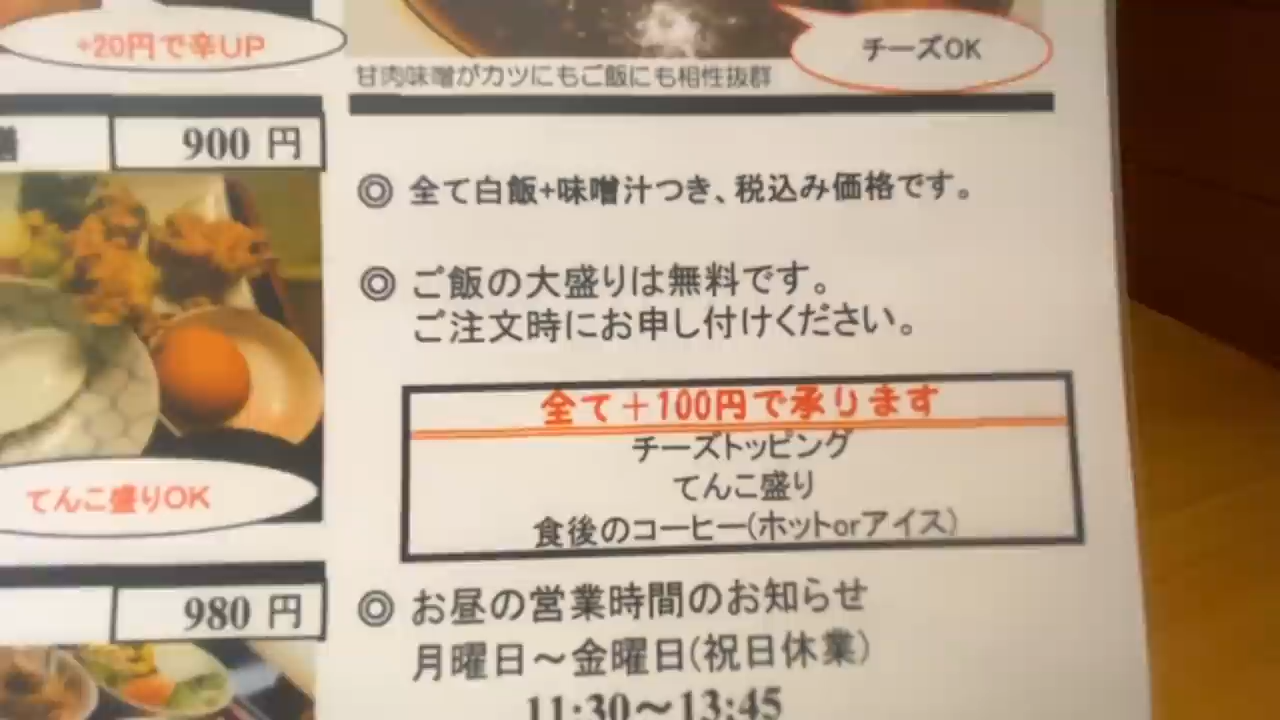 +20円で辛UP
900 円
てんこ盛りOK
980 円
チーズOK
甘肉味噌がカツにもご飯にも相性抜群
◎ 全て白飯+味噌汁つき、税込み価格です。
◎ ご飯の大盛りは無料です。
ご注文時にお申し付けください。
全て＋100円で承ります
チーズトッピング
てんこ盛り
食後のコーヒー(ホットorアイス)
◎ お昼の営業時間のお知らせ
月曜日～金曜日(祝日休業)
11:30～13:45